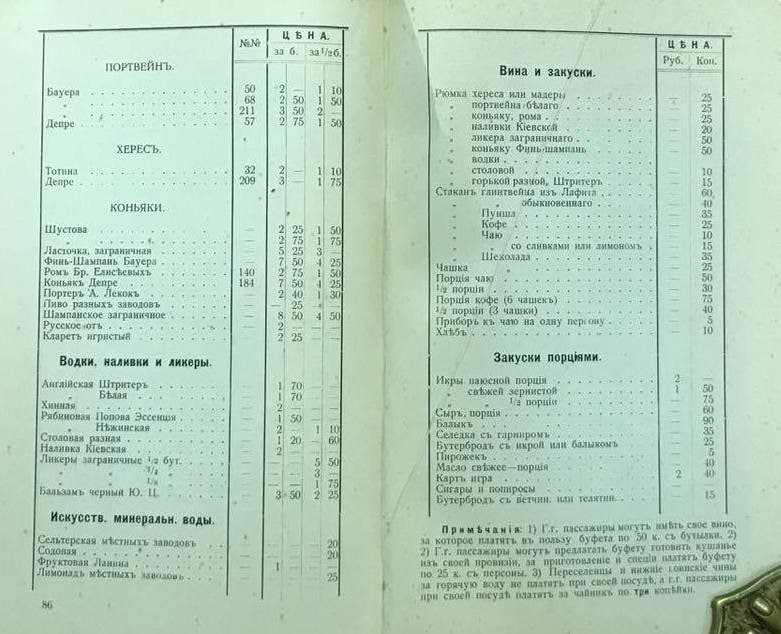 №№ ЦѢНА.
за б. за ½ б.
ПОРТВЕЙНЪ.
Бауера 50 2 — 1 10
„ 68 2 50 1 50
„ 211 3 50 2 —
Депре 57 2 75 1 50
ХЕРЕСЪ.
Тотина 32 2 — 1 10
Депре 209 3 — 1 75
КОНЬЯКИ.
Шустова — 2 25 1 50
„ — 2 75 1 75
Ласточка, заграничная — 5 25 3 —
Финь-Шампань Бауера — 7 50 4 25
Ромъ Бр. Елисѣевыхъ 140 2 75 1 50
Коньякъ Депре 184 7 50 4 25
Портеръ А. Лекокъ — 2 40 1 30
Пиво разныхъ заводовъ — — 25 —
Шампанское заграничное — 8 50 4 50
Русское отъ — 2 — — —
Кларетъ игристый — 2 25
Водки, наливки и ликеры.
Англійская Штритеръ — 1 70 — —
„ Бѣлая — 1 70 — —
Хинная — 2 — — —
Рябиновая Попова Эссенція — 1 50 — —
„ Нѣжинская — 2 — 1 10
Столовая разная — 1 20 — 60
Наливка Кіевская — 2 — — —
Ликеры заграничные ½ бут. — — — 5 50
„ „ ¼ „ — — — 3 —
„ „ ⅛ „ — — — 1 75
Бальзамъ черный Ю. Ц. — 3 50 2 25
Искусств. минеральн. воды.
Сельтерская мѣстныхъ заводовъ 20
Содовая 20
Фруктовая Ланина 1 —
Лимонадъ мѣстныхъ заводовъ 25
86
ЦѢНА.
Руб. Коп.
Вина и закуски.
Рюмка хереса или мадеры — 25
„ портвейна бѣлаго — 25
„ коньяку, рома — 25
„ наливки Кіевской — 20
„ ликера заграничнаго — 50
„ коньяку Финь-шампань — 50
„ водки —
„ столовой — 10
„ горькой разной, Штритеръ — 15
Стаканъ глинтвейна изъ Лафита — 60
„ „ обыкновеннаго — 40
„ Пунша — 35
„ Кофе — 25
„ Чаю — 10
„ „ со сливками или лимономъ — 15
„ Шеколада — 35
Чашка „ — 25
Порція чаю — 50
½ порціи „ — 30
Порція кофе (6 чашекъ) — 75
½ порціи (3 чашки) — 40
Приборъ къ чаю на одну персону — 5
Хлѣбъ — 10
Закуски порціями.
Икры паюсной порція 2 —
„ свѣжей зернистой 1 50
„ „ ½ порціи 75
Сыръ, порція 60
Балыкъ 90
Селедка съ гарниромъ 35
Бутербродъ съ икрой или балыкомъ 25
Пирожекъ 5
Масло свѣжее—порція 40
Картъ игра 2 40
Сигары и попиросы
Бутербродъ съ ветчин. или телятин. 15
Примѣчанія: 1) Г.г. пассажиры могутъ имѣть свое вино,
за которое платятъ въ пользу буфета по 50 к. съ бутылки. 2)
2) Г.г. пассажиры могутъ предлагать буфету готовить кушанье
изъ своей провизіи, за приготовленіе и спеціи платятъ буфету
по 25 к. съ персоны. 3) Переселенцы и нижніе воинскіе чины
за горячую воду не платятъ при своей посудѣ, а г.г. пассажиры
при своей посудѣ платятъ за чайникъ по три копѣйки.